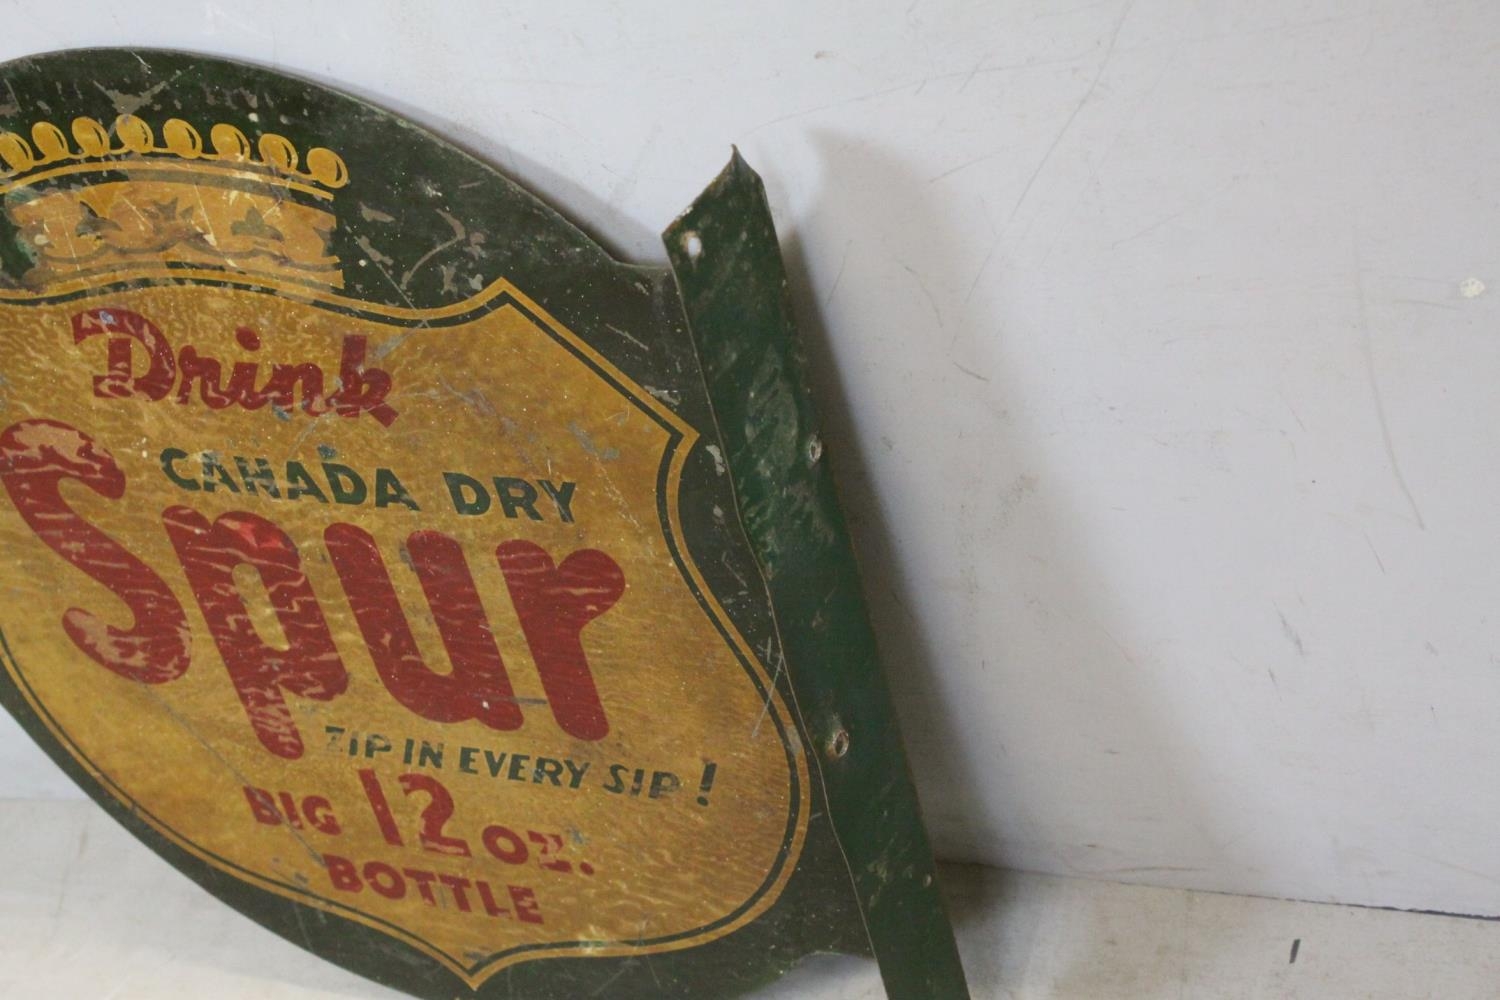 Drink
CANADA DRY
Spur
ZIP IN EVERY SIP!
BIG 12 OZ.
BOTTLE